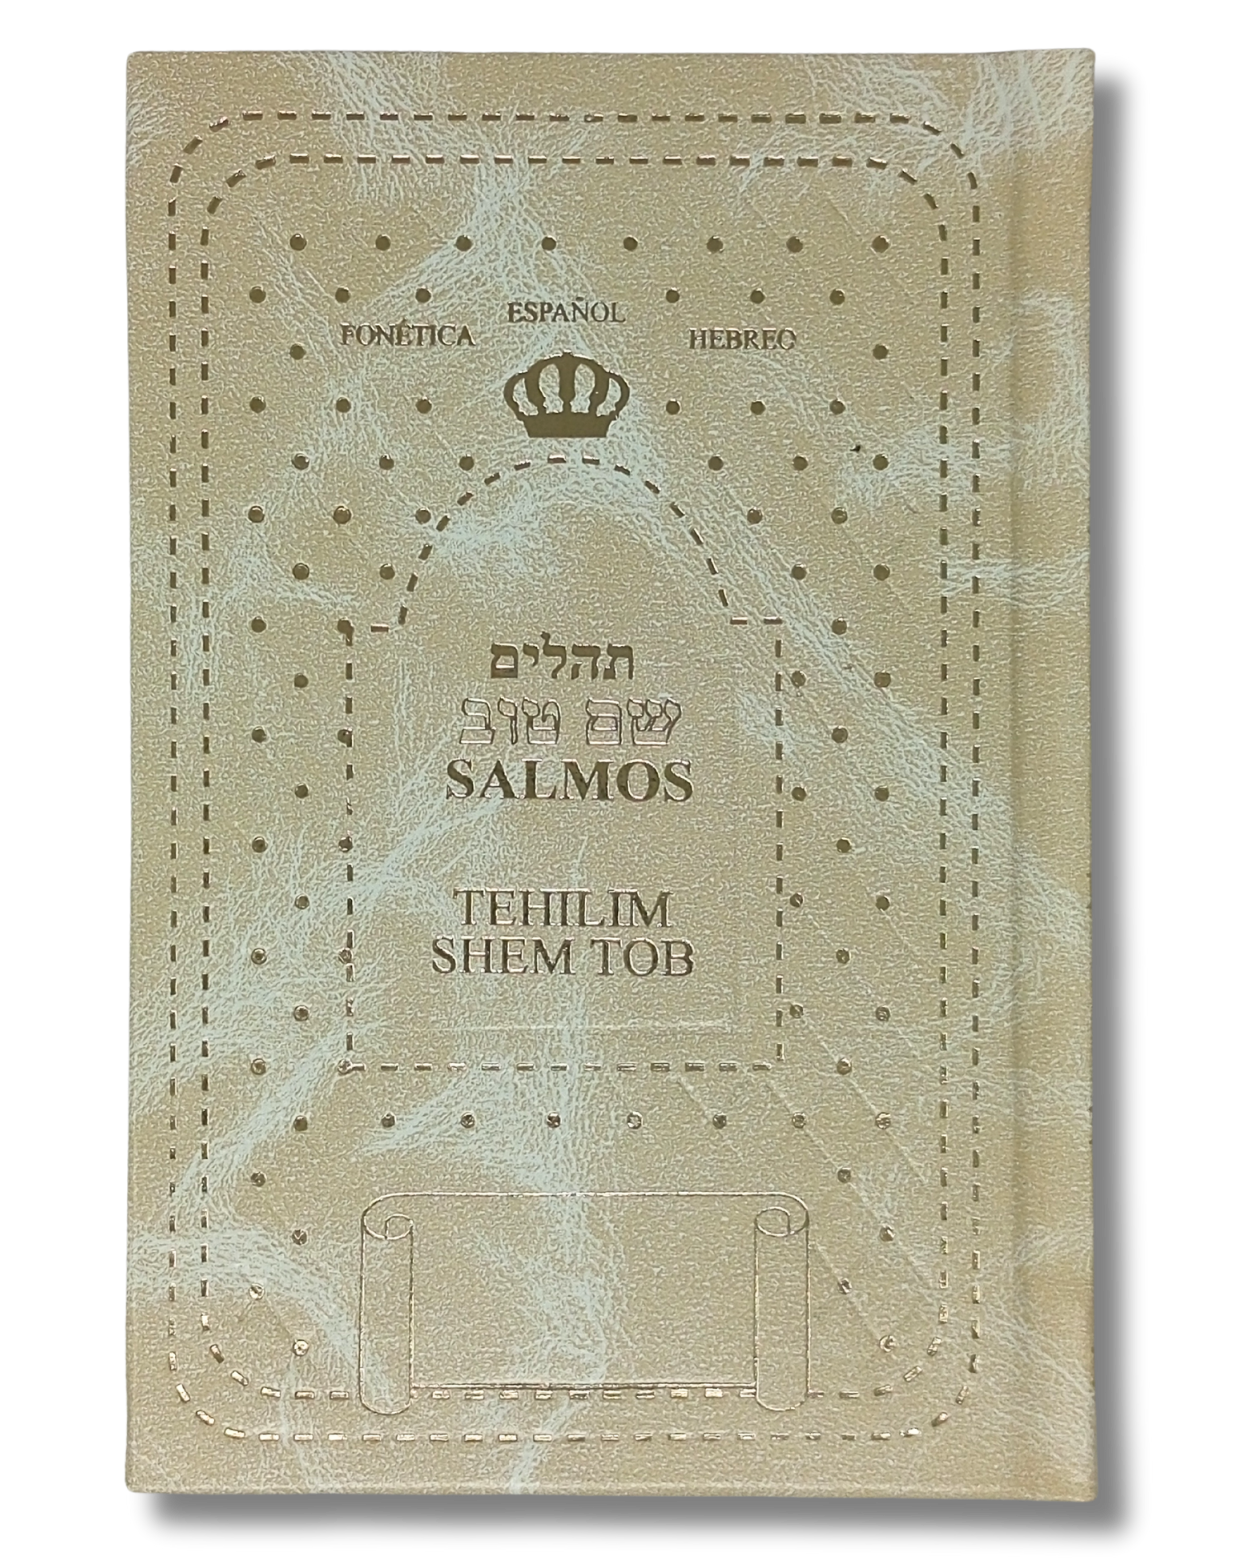 ESPAÑOL
FONÉTICA HEBREO
תהלים
שם טוב
SALMOS
TEHILIM
SHEM TOB